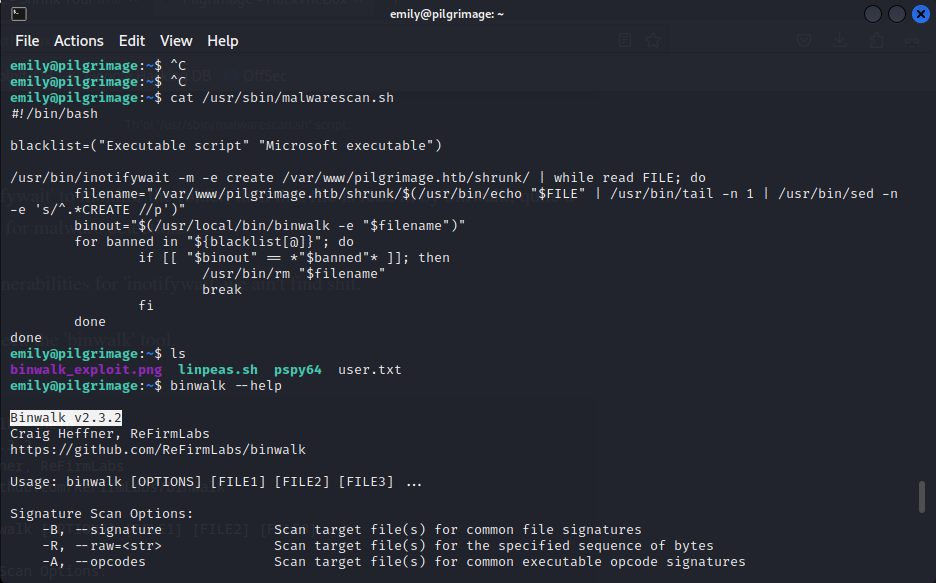 emily@pilgrimage: ~
File Actions Edit View Help
emily@pilgrimage:~$ ^C
emily@pilgrimage:~$ ^C
emily@pilgrimage:~$ cat /usr/sbin/malwarescan.sh
#!/bin/bash
blacklist=("Executable script" "Microsoft executable")
/usr/bin/inotifywait -m -e create /var/www/pilgrimage.htb/shrunk/ | while read FILE; do
filename="/var/www/pilgrimage.htb/shrunk/$(/usr/bin/echo "$FILE" | /usr/bin/tail -n 1 | /usr/bin/sed -n
-e 's/^.*CREATE //p')"
binout="$(/usr/local/bin/binwalk -e "$filename")"
for banned in "${blacklist[@]}"; do
if [[ "$binout" == *"$banned"* ]]; then
/usr/bin/rm "$filename"
break
fi
done
done
emily@pilgrimage:~$ ls
binwalk_exploit.png linpeas.sh pspy64 user.txt
emily@pilgrimage:~$ binwalk --help
Binwalk v2.3.2
Craig Heffner, ReFirmLabs
https://github.com/ReFirmLabs/binwalk
Usage: binwalk [OPTIONS] [FILE1] [FILE2] [FILE3] ...
Signature Scan Options:
-B, --signature Scan target file(s) for common file signatures
-R, --raw=<str> Scan target file(s) for the specified sequence of bytes
-A, --opcodes Scan target file(s) for common executable opcode signatures